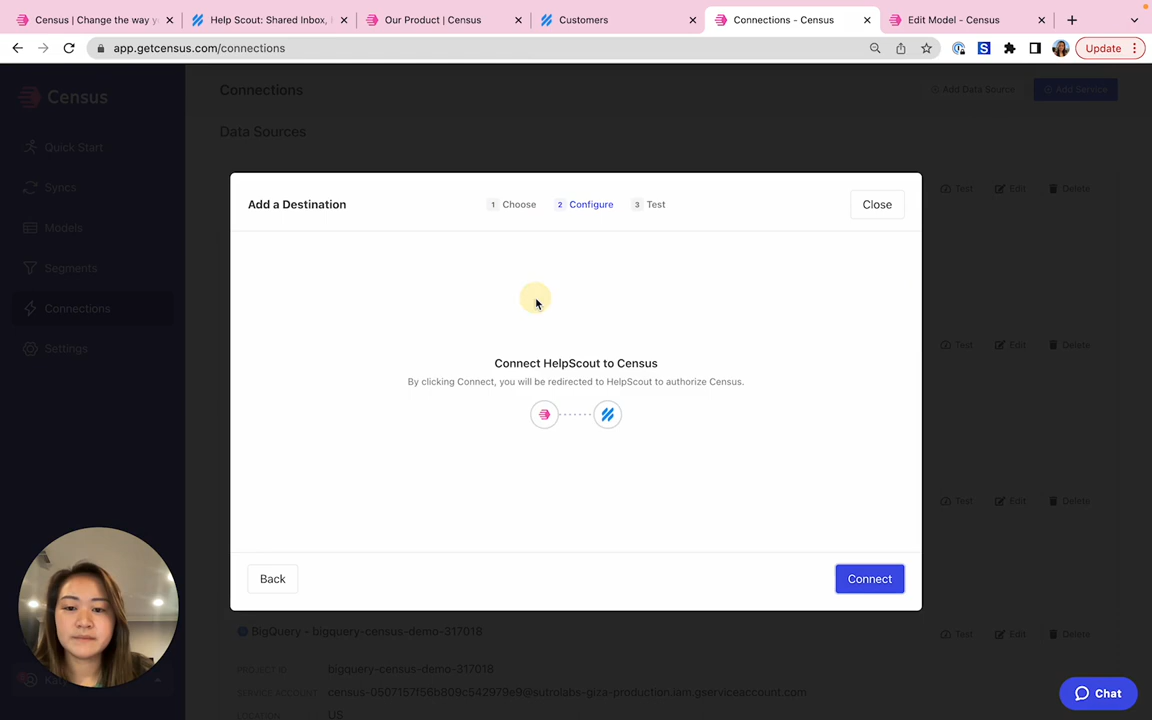 Census | Change the way y
Help Scout: Shared Inbox,
Our Product | Census
Customers
Connections - Census
Edit Model - Census
app.getcensus.com/connections
Update
Census
Connections
Add Data Source
Add Service
Data Sources
Quick Start
Syncs
Models
Segments
Connections
Settings
Test Edit Delete
Add a Destination
1 Choose 2 Configure 3 Test
Close
Connect HelpScout to Census
By clicking Connect, you will be redirected to HelpScout to authorize Census.
Test Edit Delete
Test Edit Delete
Back
Connect
BigQuery - bigquery-census-demo-317018
Test Edit Delete
PROJECT ID bigquery-census-demo-317018
SERVICE ACCOUNT census-0507157f56b809c542979e9@sutrolabs-giza-production.iam.gserviceaccount.com
LOCATION US
Chat